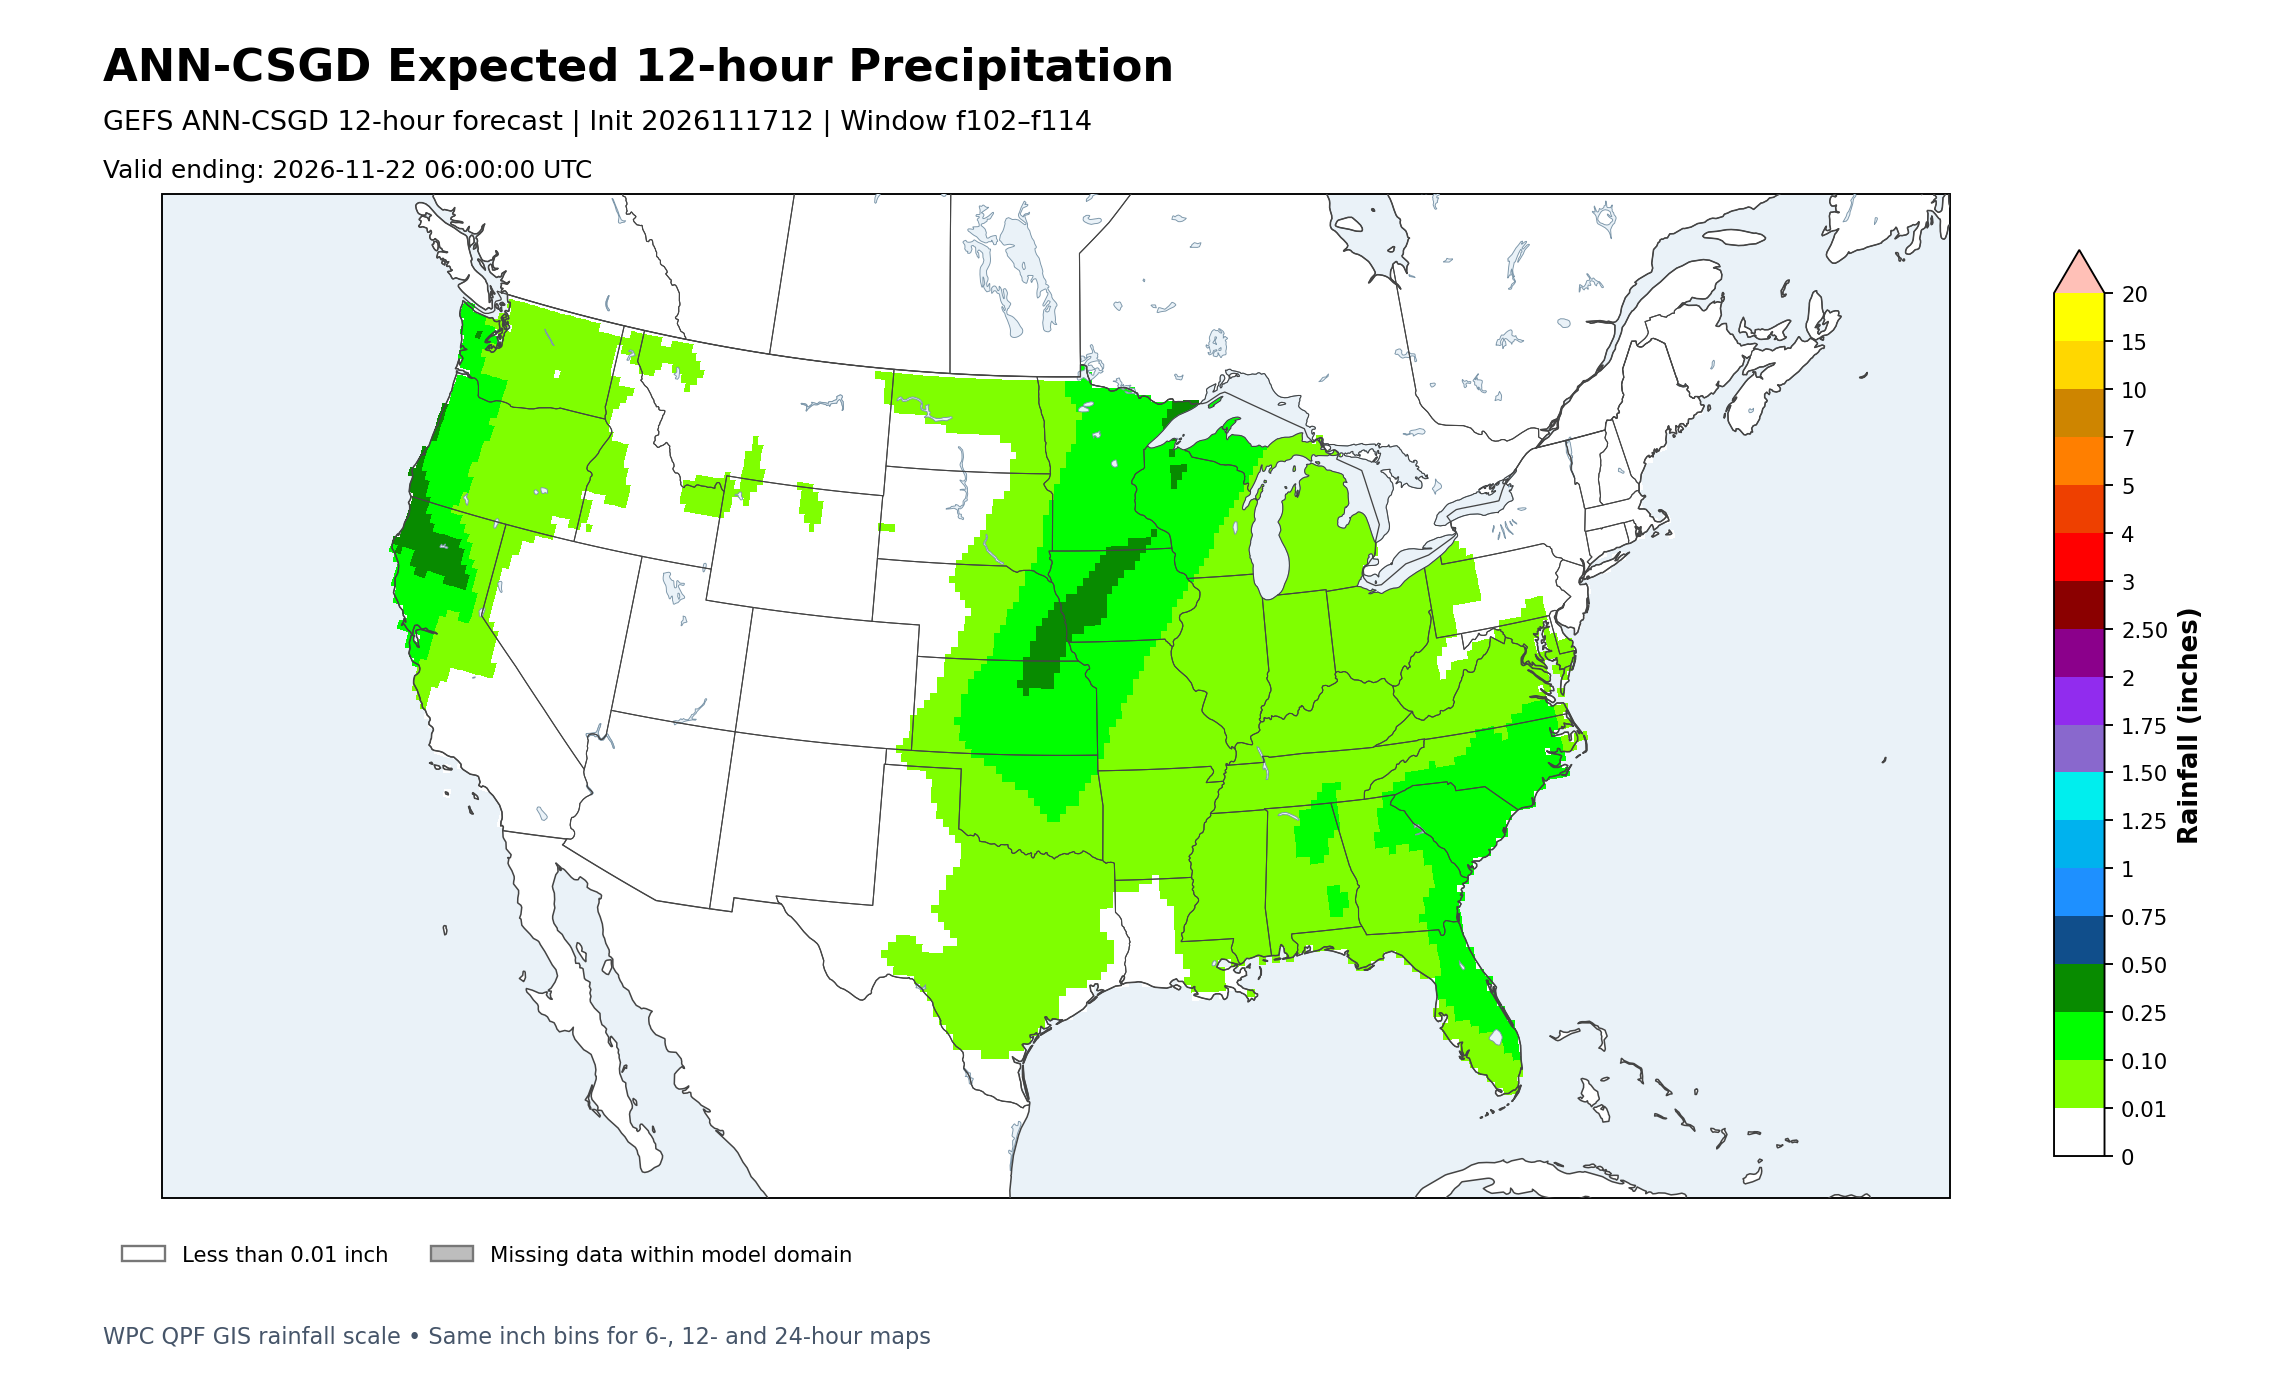 ANN-CSGD Expected 12-hour Precipitation
GEFS ANN-CSGD 12-hour forecast | Init 2026111712 | Window f102–f114
Valid ending: 2026-11-22 06:00:00 UTC
20
15
10
7
5
4
3
2.50
2
1.75
1.50
1.25
1
0.75
0.50
0.25
0.10
0.01
0
Rainfall (inches)
Less than 0.01 inch
Missing data within model domain
WPC QPF GIS rainfall scale • Same inch bins for 6-, 12- and 24-hour maps